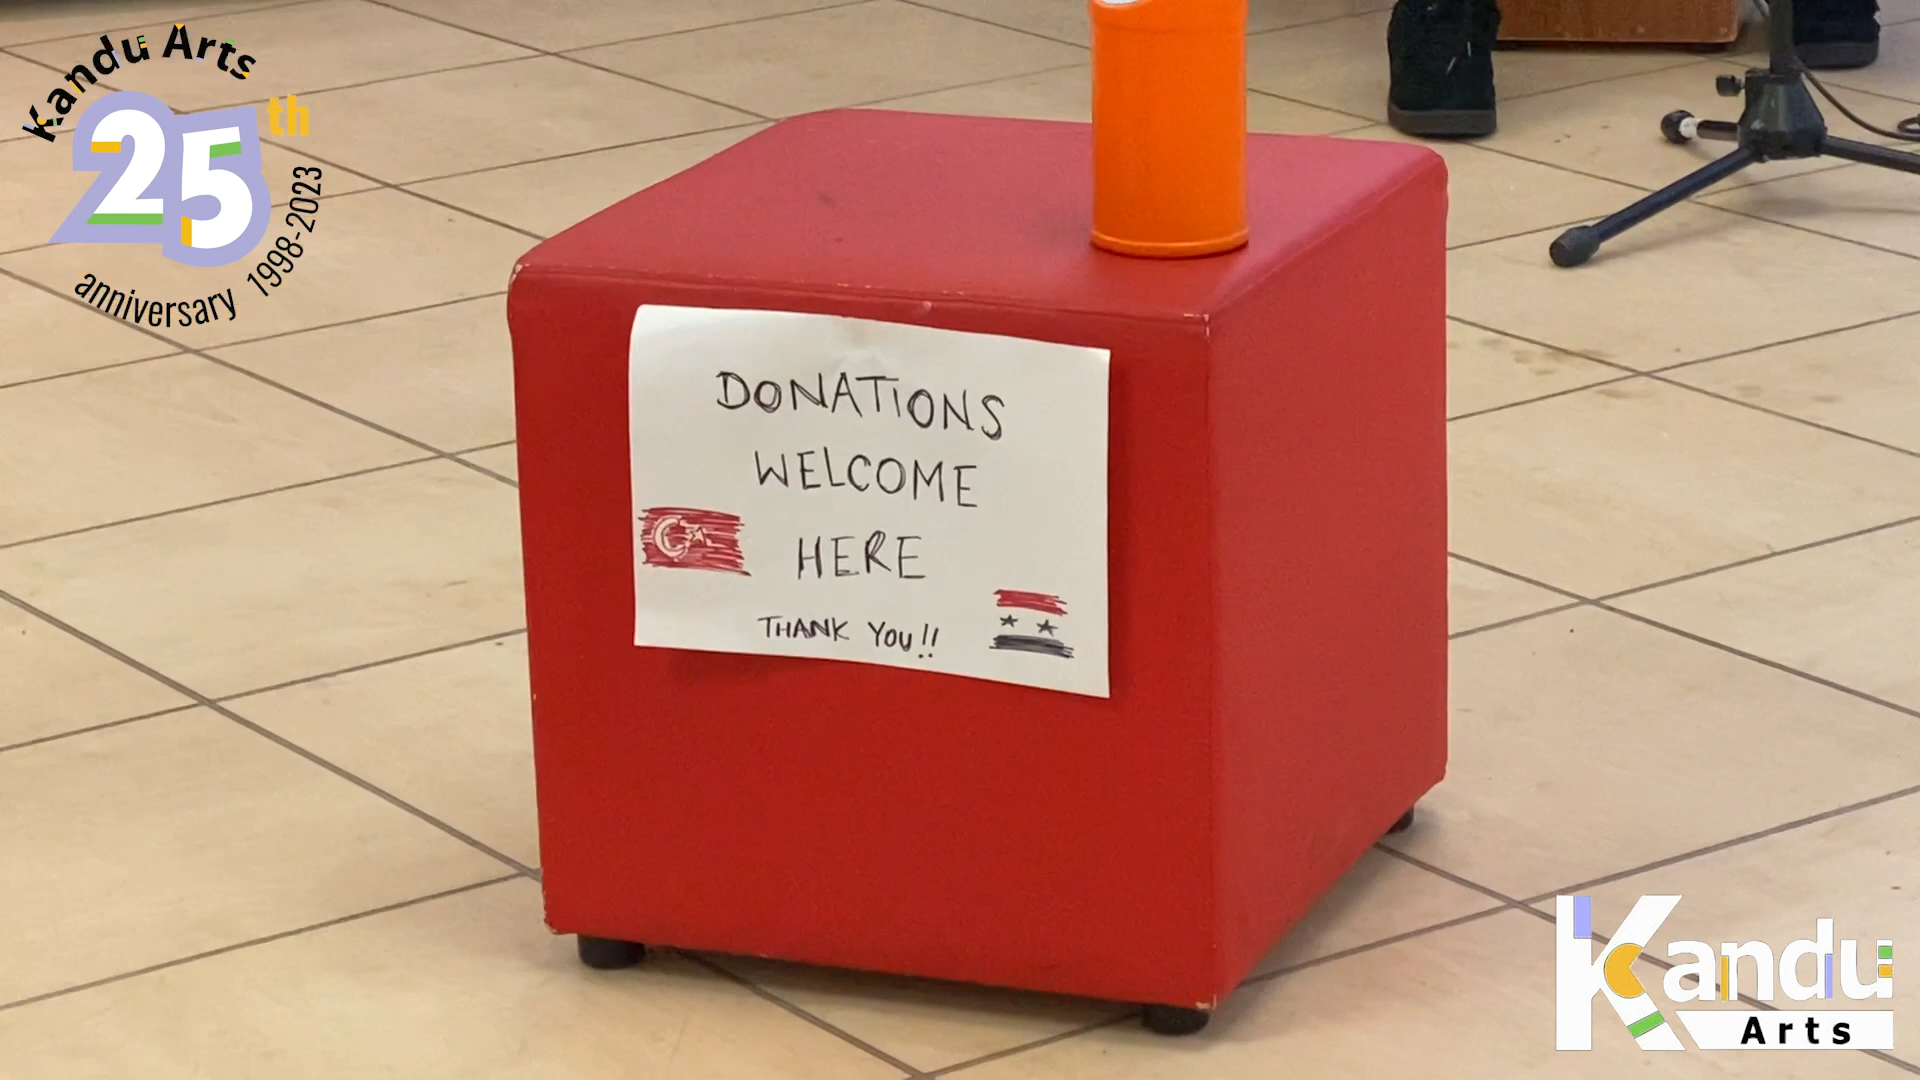 Kandu Arts
25th
anniversary 1998-2023
DONATIONS
WELCOME
HERE
THANK YOU!!
Kandu
Arts